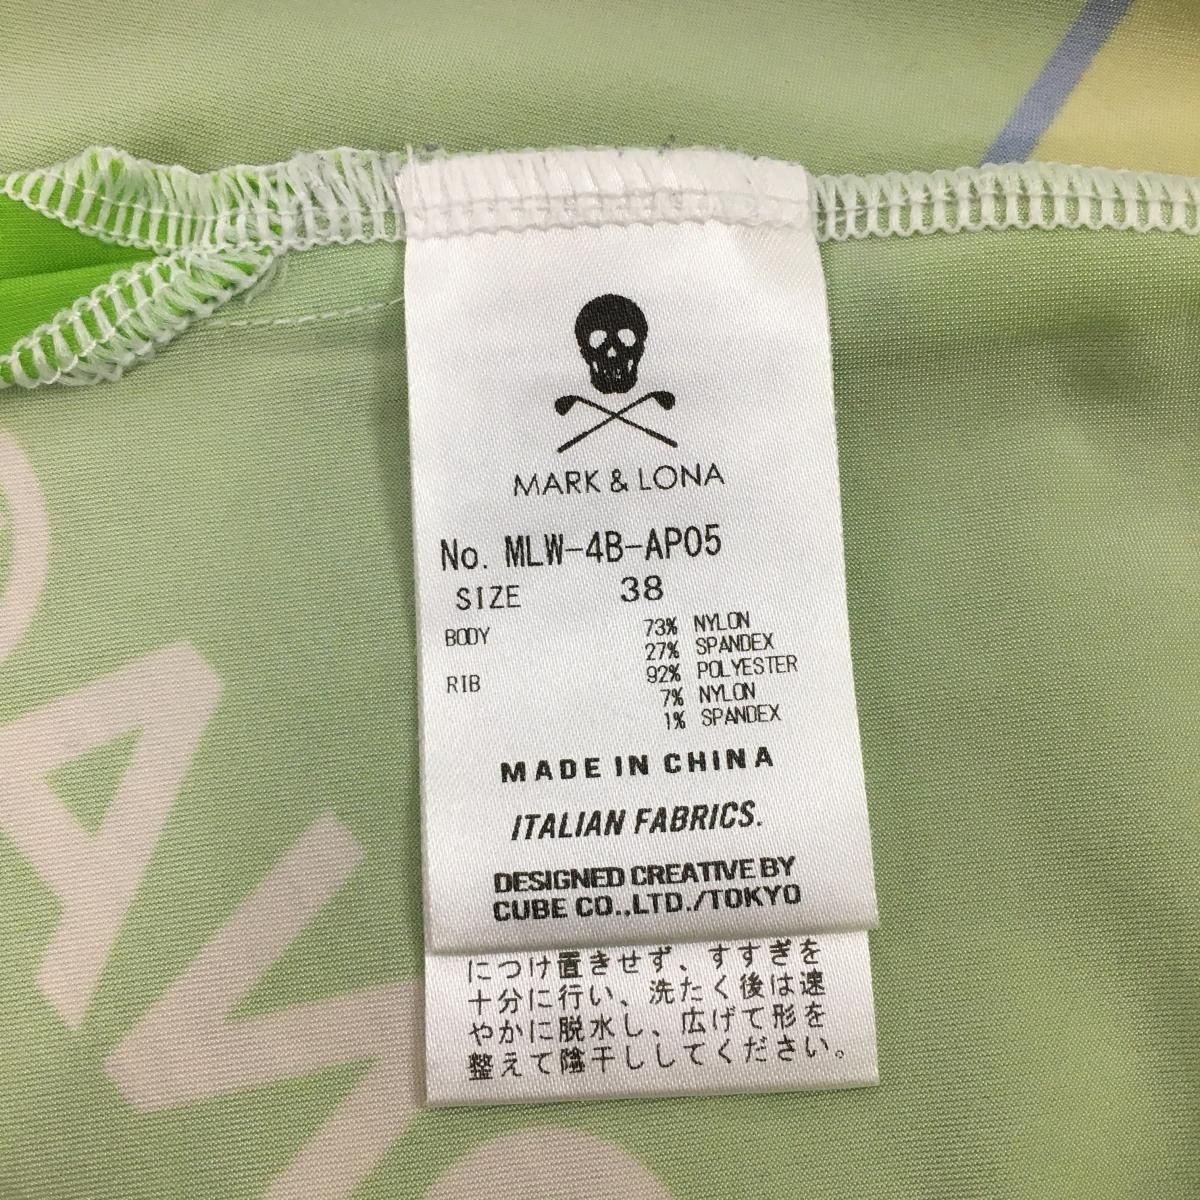 MARK & LONA
No. MLW-4B-AP05
SIZE 38
BODY 73% NYLON
27% SPANDEX
RIB 92% POLYESTER
7% NYLON
1% SPANDEX
MADE IN CHINA
ITALIAN FABRICS.
DESIGNED CREATIVE BY
CUBE CO.,LTD./TOKYO
につけ置きせず、すすぎを
十分に行い、洗たく後は速
やかに脱水し、広げて形を
整えて陰干ししてください。